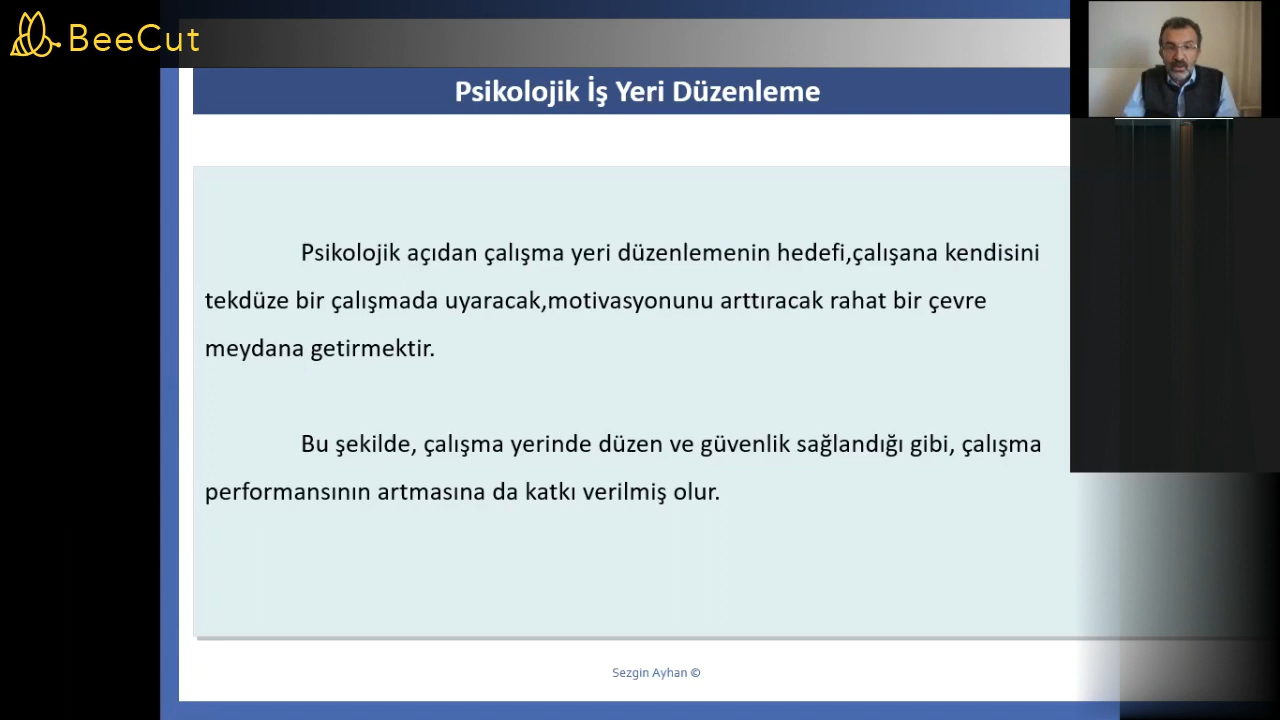 BeeCut
Psikolojik İş Yeri Düzenleme
Psikolojik açıdan çalışma yeri düzenlemenin hedefi,çalışana kendisini
tekdüze bir çalışmada uyaracak,motivasyonunu arttıracak rahat bir çevre
meydana getirmektir.
Bu şekilde, çalışma yerinde düzen ve güvenlik sağlandığı gibi, çalışma
performansının artmasına da katkı verilmiş olur.
Sezgin Ayhan ©